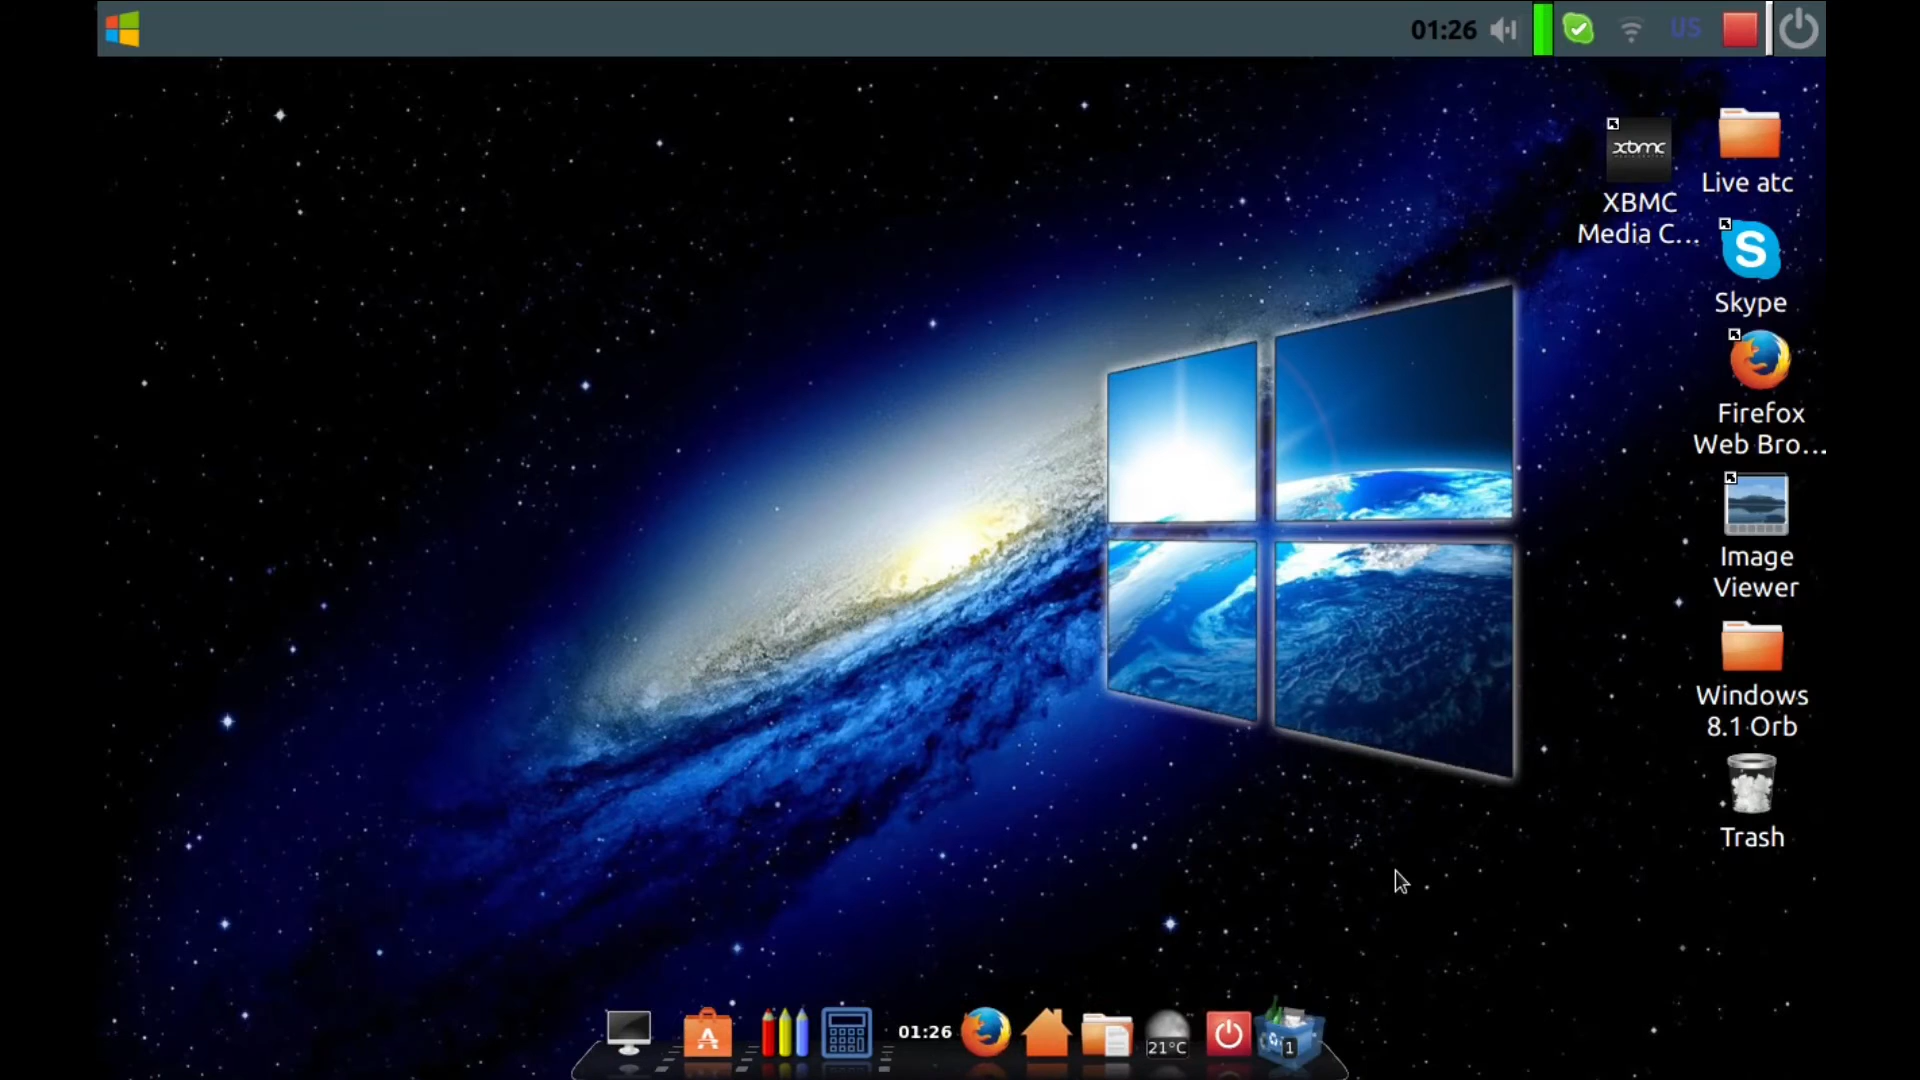 01:26
US
xbmc
XBMC
Media C...
Live atc
S
Skype
Firefox
Web Bro...
Image
Viewer
Windows
8.1 Orb
Trash
A
01:26
21°C
1